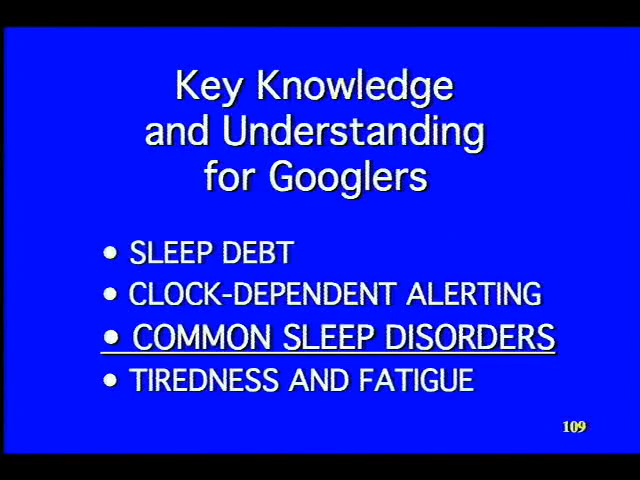 Key Knowledge
and Understanding
for Googlers
• SLEEP DEBT
• CLOCK-DEPENDENT ALERTING
• COMMON SLEEP DISORDERS
• TIREDNESS AND FATIGUE
109